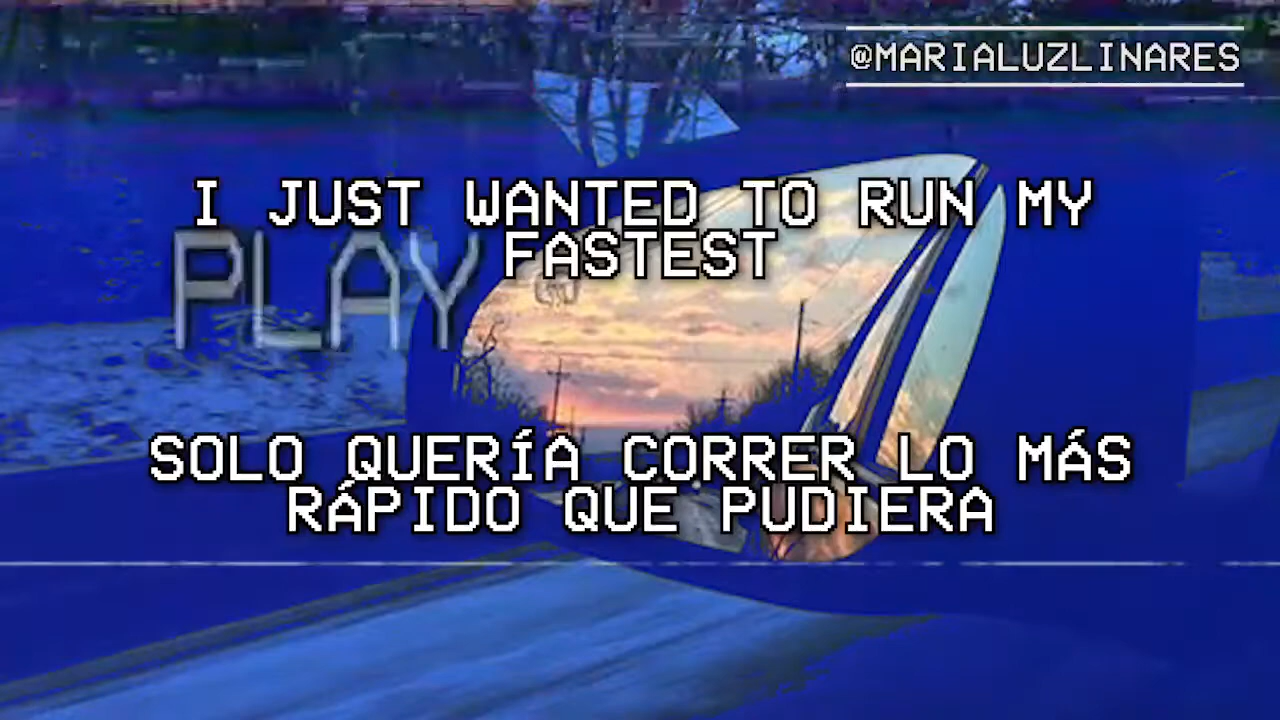 @MARIALUZLINARES
I JUST WANTED TO RUN MY
FASTEST
PLAY
SOLO QUERÍA CORRER LO MÁS
RÁPIDO QUE PUDIERA